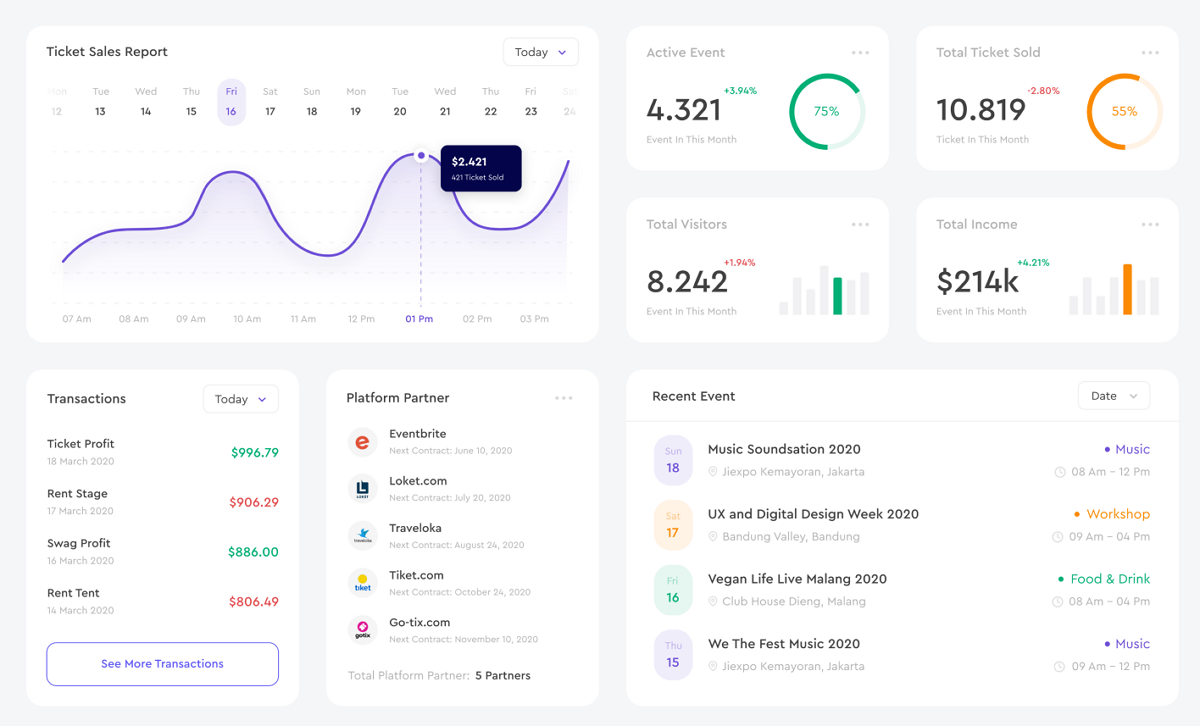 Ticket Sales Report
Today
Mon Tue Wed Thu Fri Sat Sun Mon Tue Wed Thu Fri Sat
12 13 14 15 16 17 18 19 20 21 22 23 24
$2.421
421 Ticket Sold
07 Am 08 Am 09 Am 10 Am 11 Am 12 Pm 01 Pm 02 Pm 03 Pm
Active Event
+3.94%
4.321
75%
Event In This Month
Total Ticket Sold
-2.80%
10.819
55%
Ticket In This Month
Total Visitors
+1.94%
8.242
Event In This Month
Total Income
+4.21%
$214k
Event In This Month
Transactions
Today
Ticket Profit
18 March 2020
$996.79
Rent Stage
17 March 2020
$906.29
Swag Profit
16 March 2020
$886.00
Rent Tent
14 March 2020
$806.49
See More Transactions
Platform Partner
Eventbrite
Next Contract: June 10, 2020
LOKET
Loket.com
Next Contract: July 20, 2020
Traveloka
Next Contract: August 24, 2020
tiket
Tiket.com
Next Contract: October 24, 2020
gotix
Go-tix.com
Next Contract: November 10, 2020
Total Platform Partner: 5 Partners
Recent Event
Date
Sun
18
Music Soundsation 2020
Jiexpo Kemayoran, Jakarta
Music
08 Am – 12 Pm
Sat
17
UX and Digital Design Week 2020
Bandung Valley, Bandung
Workshop
09 Am – 04 Pm
Fri
16
Vegan Life Live Malang 2020
Club House Dieng, Malang
Food & Drink
08 Am – 04 Pm
Thu
15
We The Fest Music 2020
Jiexpo Kemayoran, Jakarta
Music
09 Am – 12 Pm